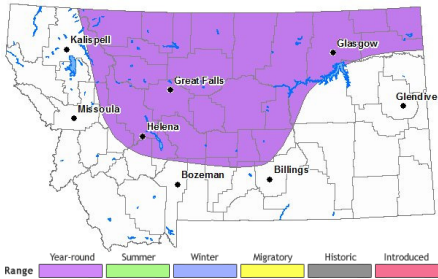 Kalispell
Glasgow
Great Falls
Glendive
Missoula
Helena
Bozeman
Billings
Year-round Summer Winter Migratory Historic Introduced
Range